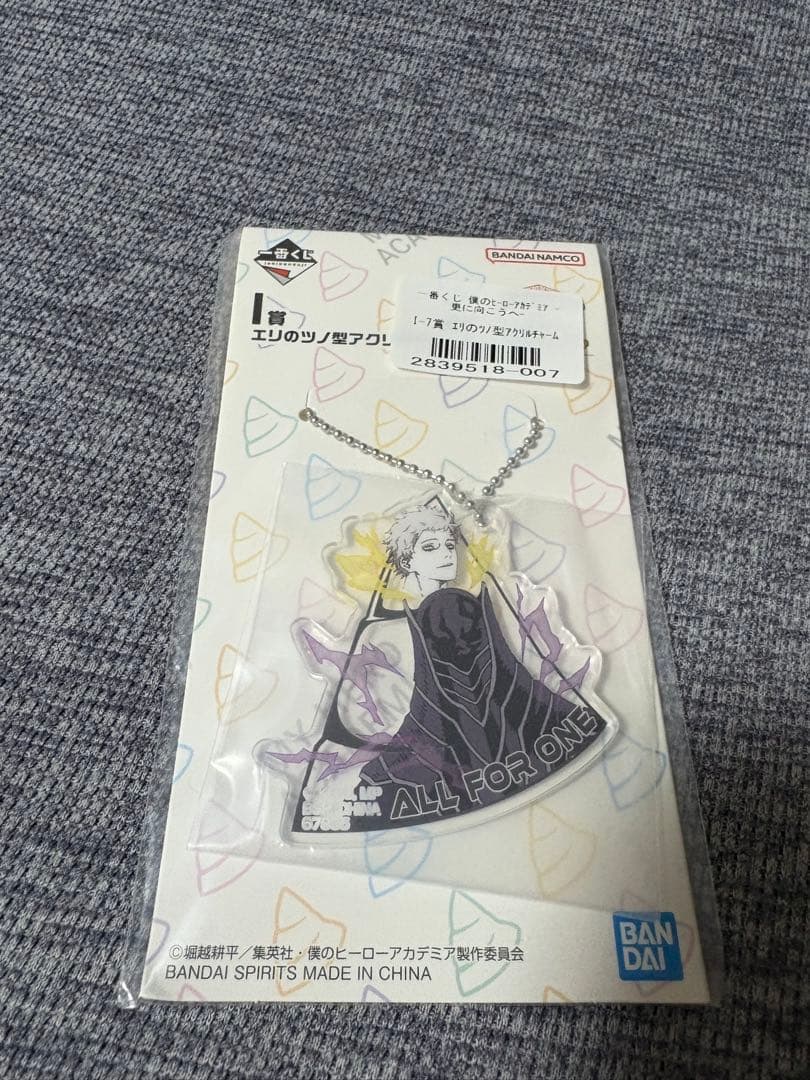 一番くじ
BANDAI NAMCO
I賞
エリのツノ型アクリ
一番くじ 僕のヒーローアカデミア -
更に向こうへ-
I-7賞 エリのツノ型アクリルチャーム
2839518-007
ALL FOR ONE
©堀越耕平/集英社・僕のヒーローアカデミア製作委員会
BANDAI SPIRITS MADE IN CHINA
BAN
DAI